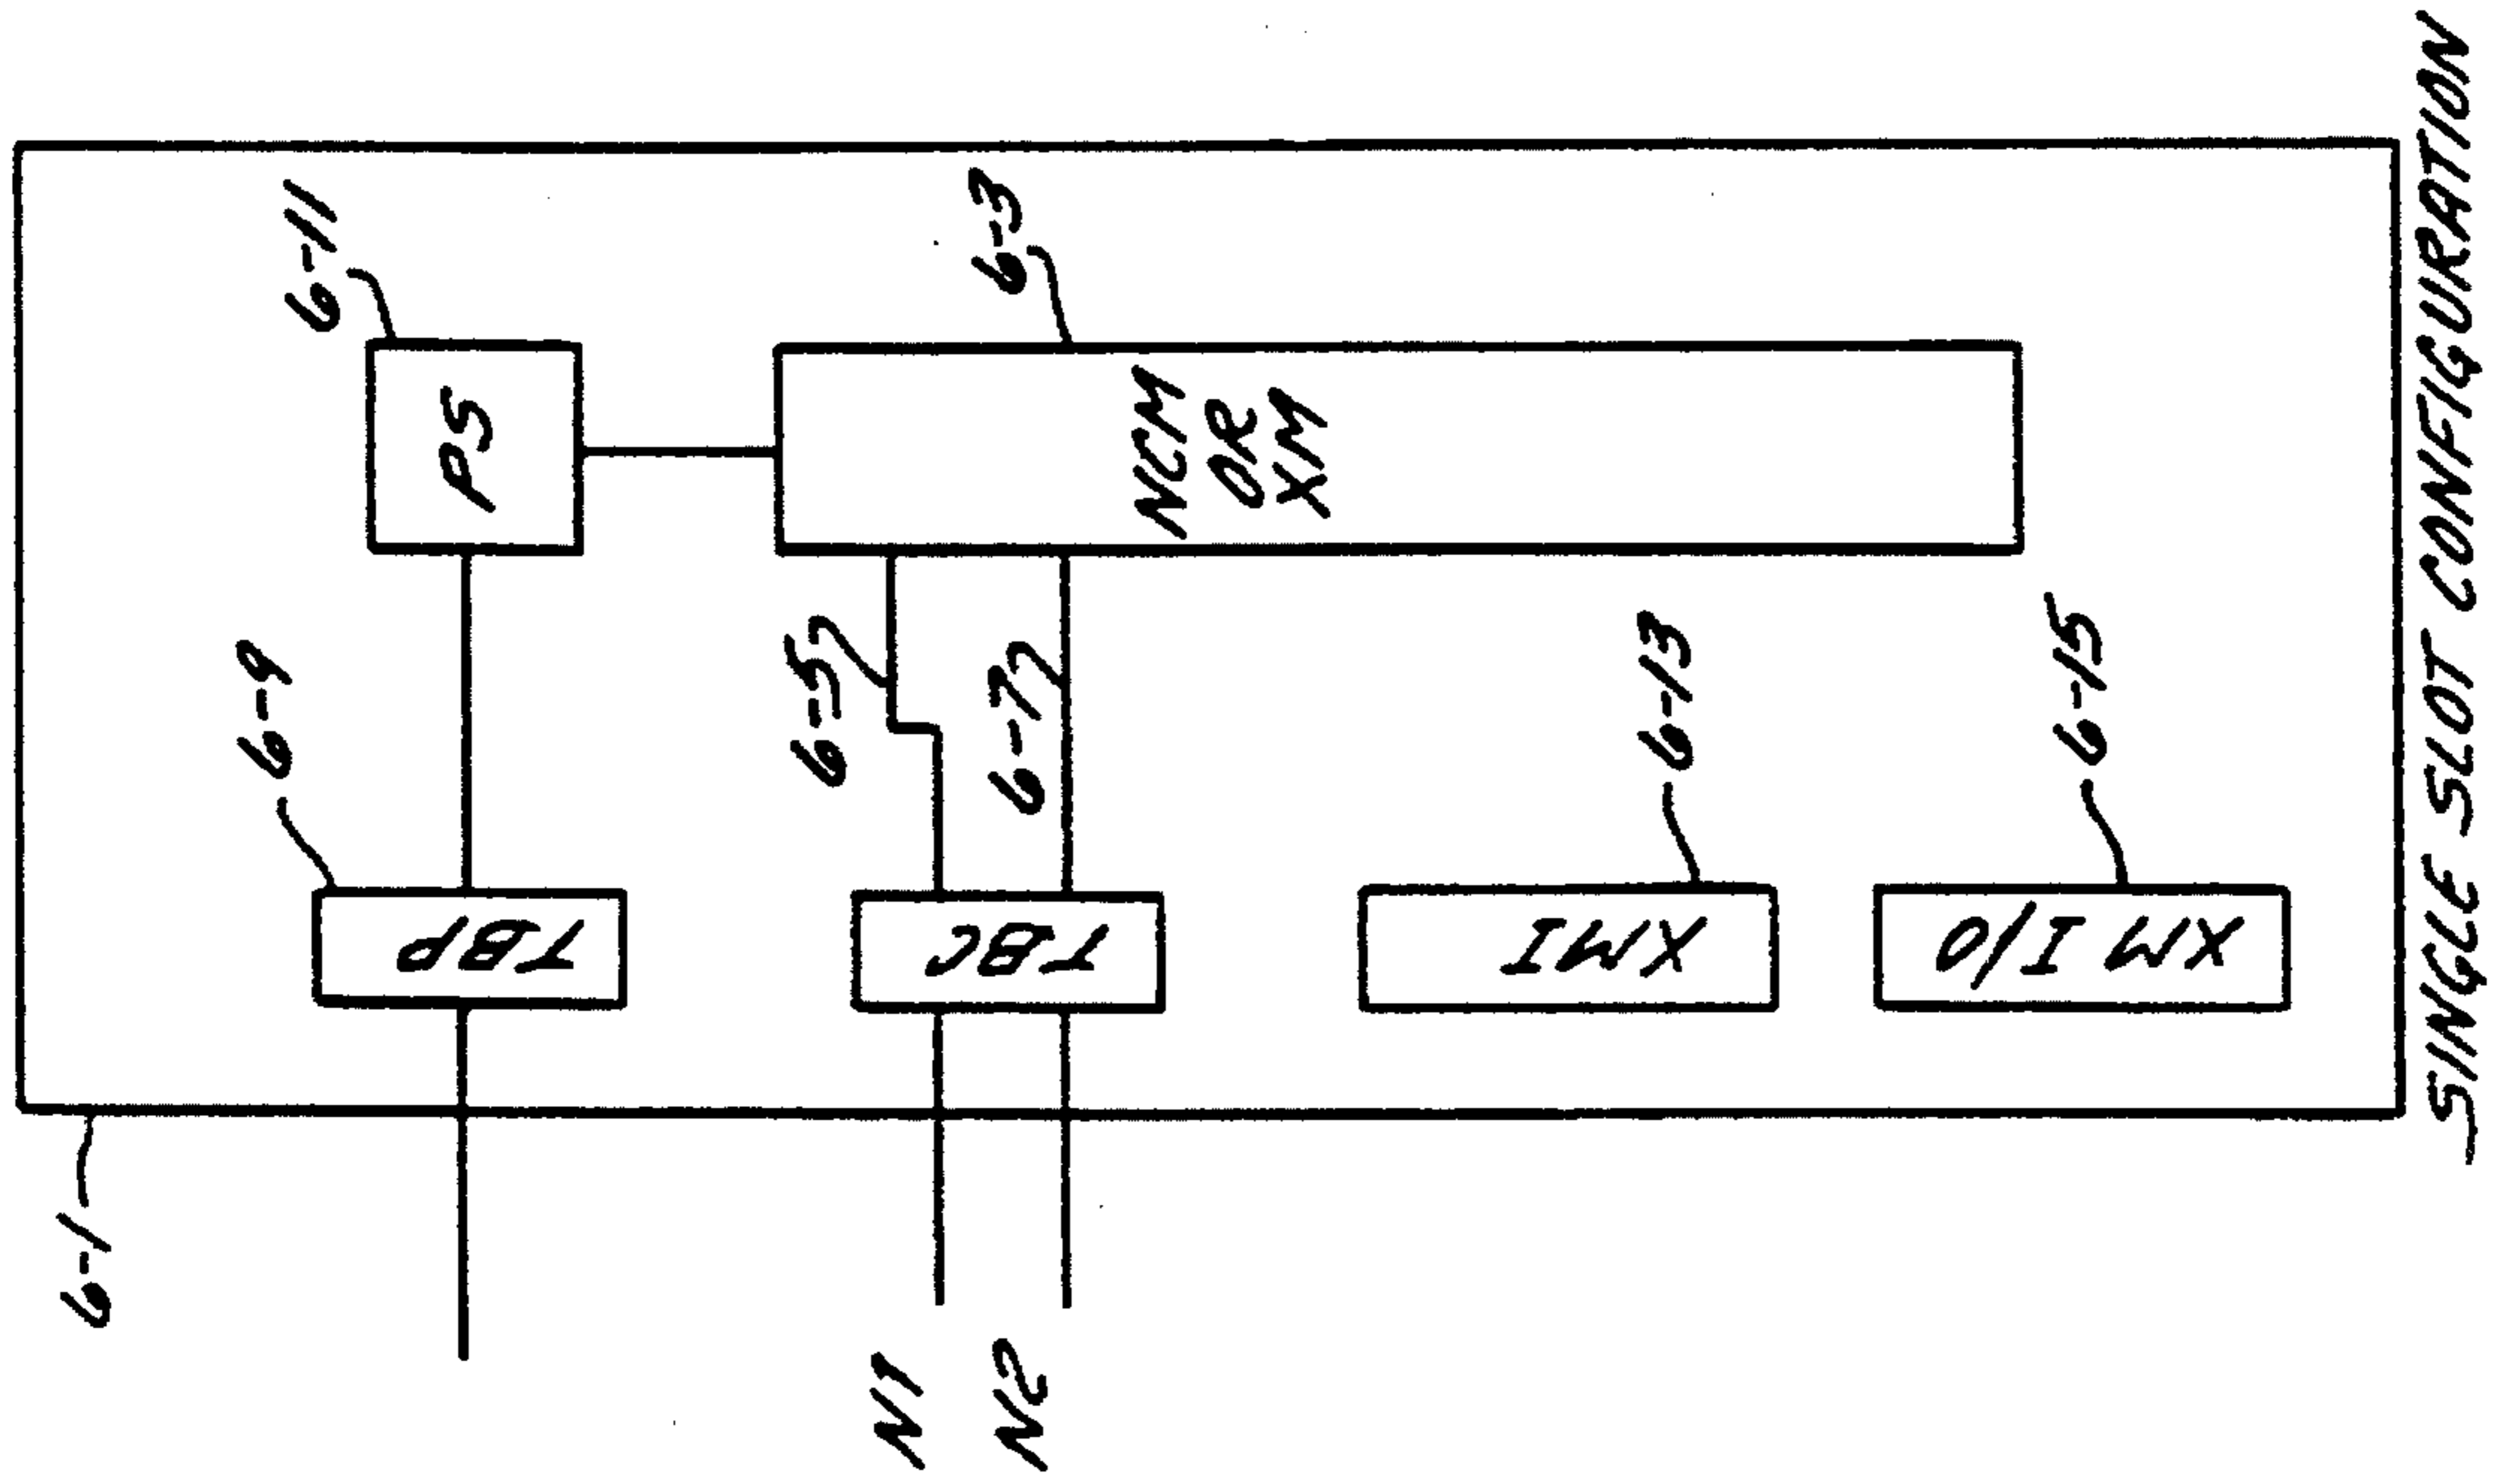 6-11
6-3
PS
NCM
OR
XM
6-9
6-5
6-7
6-13
6-15
TBP
TBC
XMI
XM I/O
6-1
N1
N2
SINGLE SLOT CONFIGURATION